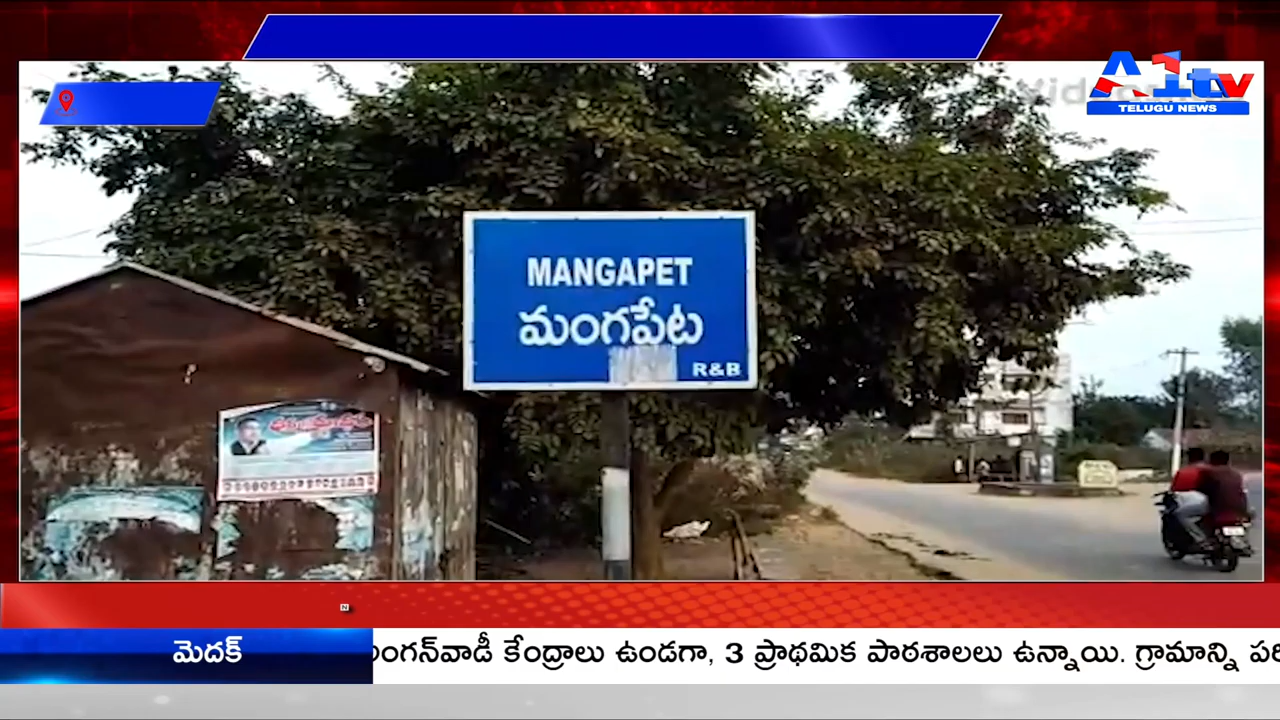 A1tv
TELUGU NEWS
MANGAPET
మంగపేట
R&B
మెదక్
అంగన్‌వాడీ కేంద్రాలు ఉండగా, 3 ప్రాథమిక పాఠశాలలు ఉన్నాయి. గ్రామాన్ని